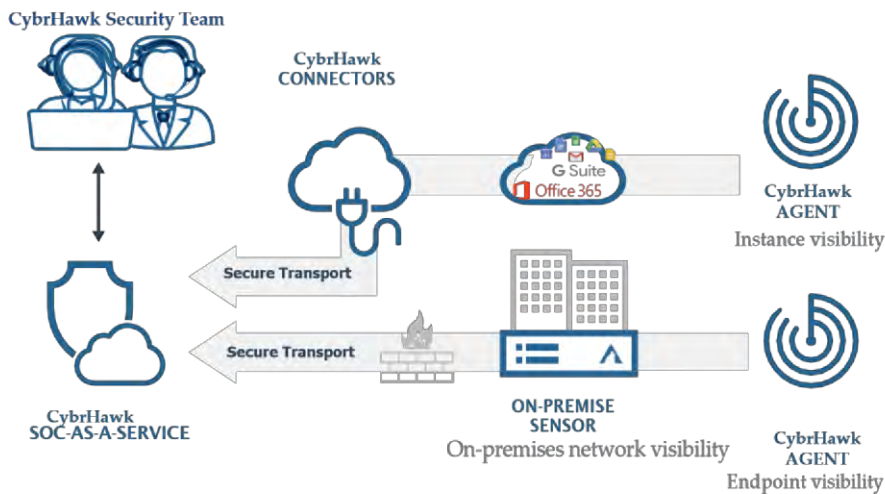 CybrHawk Security Team
CybrHawk
CONNECTORS
G Suite
Office 365
CybrHawk
AGENT
Instance visibility
Secure Transport
Secure Transport
CybrHawk
SOC-AS-A-SERVICE
ON-PREMISE
SENSOR
On-premises network visibility
CybrHawk
AGENT
Endpoint visibility